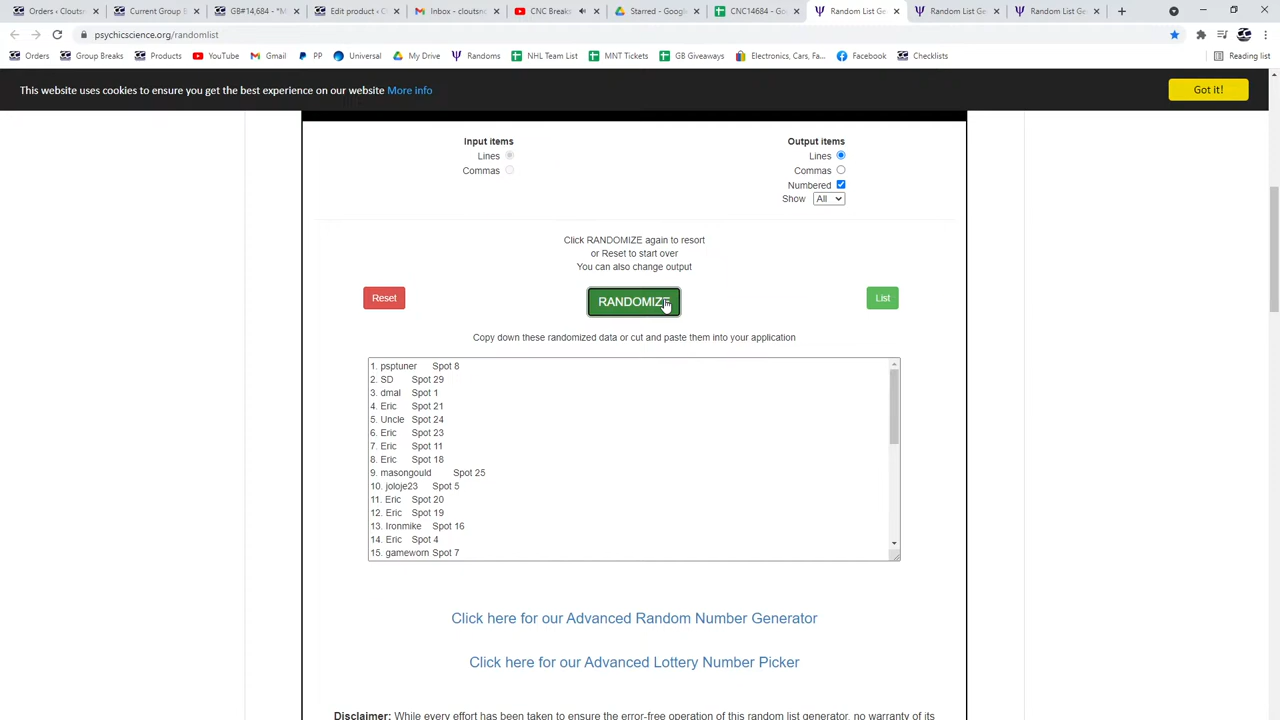 Orders ‹ Cloutsn
Current Group B
GB#14,684 - "M
Edit product ‹ C
Inbox - cloutsno
CNC Breaks
Starred - Google
CNC14684 - Goo
Random List Ge
Random List Ge
Random List Ge
psychicscience.org/randomlist
Orders
Group Breaks
Products
YouTube
Gmail
PP
Universal
My Drive
Randoms
NHL Team List
MNT Tickets
GB Giveaways
Electronics, Cars, Fa...
Facebook
Checklists
Reading list
This website uses cookies to ensure you get the best experience on our website More info
Got it!
Input items
Lines
Commas
Output items
Lines
Commas
Numbered
Show All
Click RANDOMIZE again to resort
or Reset to start over
You can also change output
Reset
RANDOMIZE
List
Copy down these randomized data or cut and paste them into your application
1. psptuner Spot 8
2. SD Spot 29
3. dmal Spot 1
4. Eric Spot 21
5. Uncle Spot 24
6. Eric Spot 23
7. Eric Spot 11
8. Eric Spot 18
9. masongould Spot 25
10. joloje23 Spot 5
11. Eric Spot 20
12. Eric Spot 19
13. Ironmike Spot 16
14. Eric Spot 4
15. gameworn Spot 7
Click here for our Advanced Random Number Generator
Click here for our Advanced Lottery Number Picker
Disclaimer: While every effort has been taken to ensure the error-free operation of this random list generator, no warranty of its